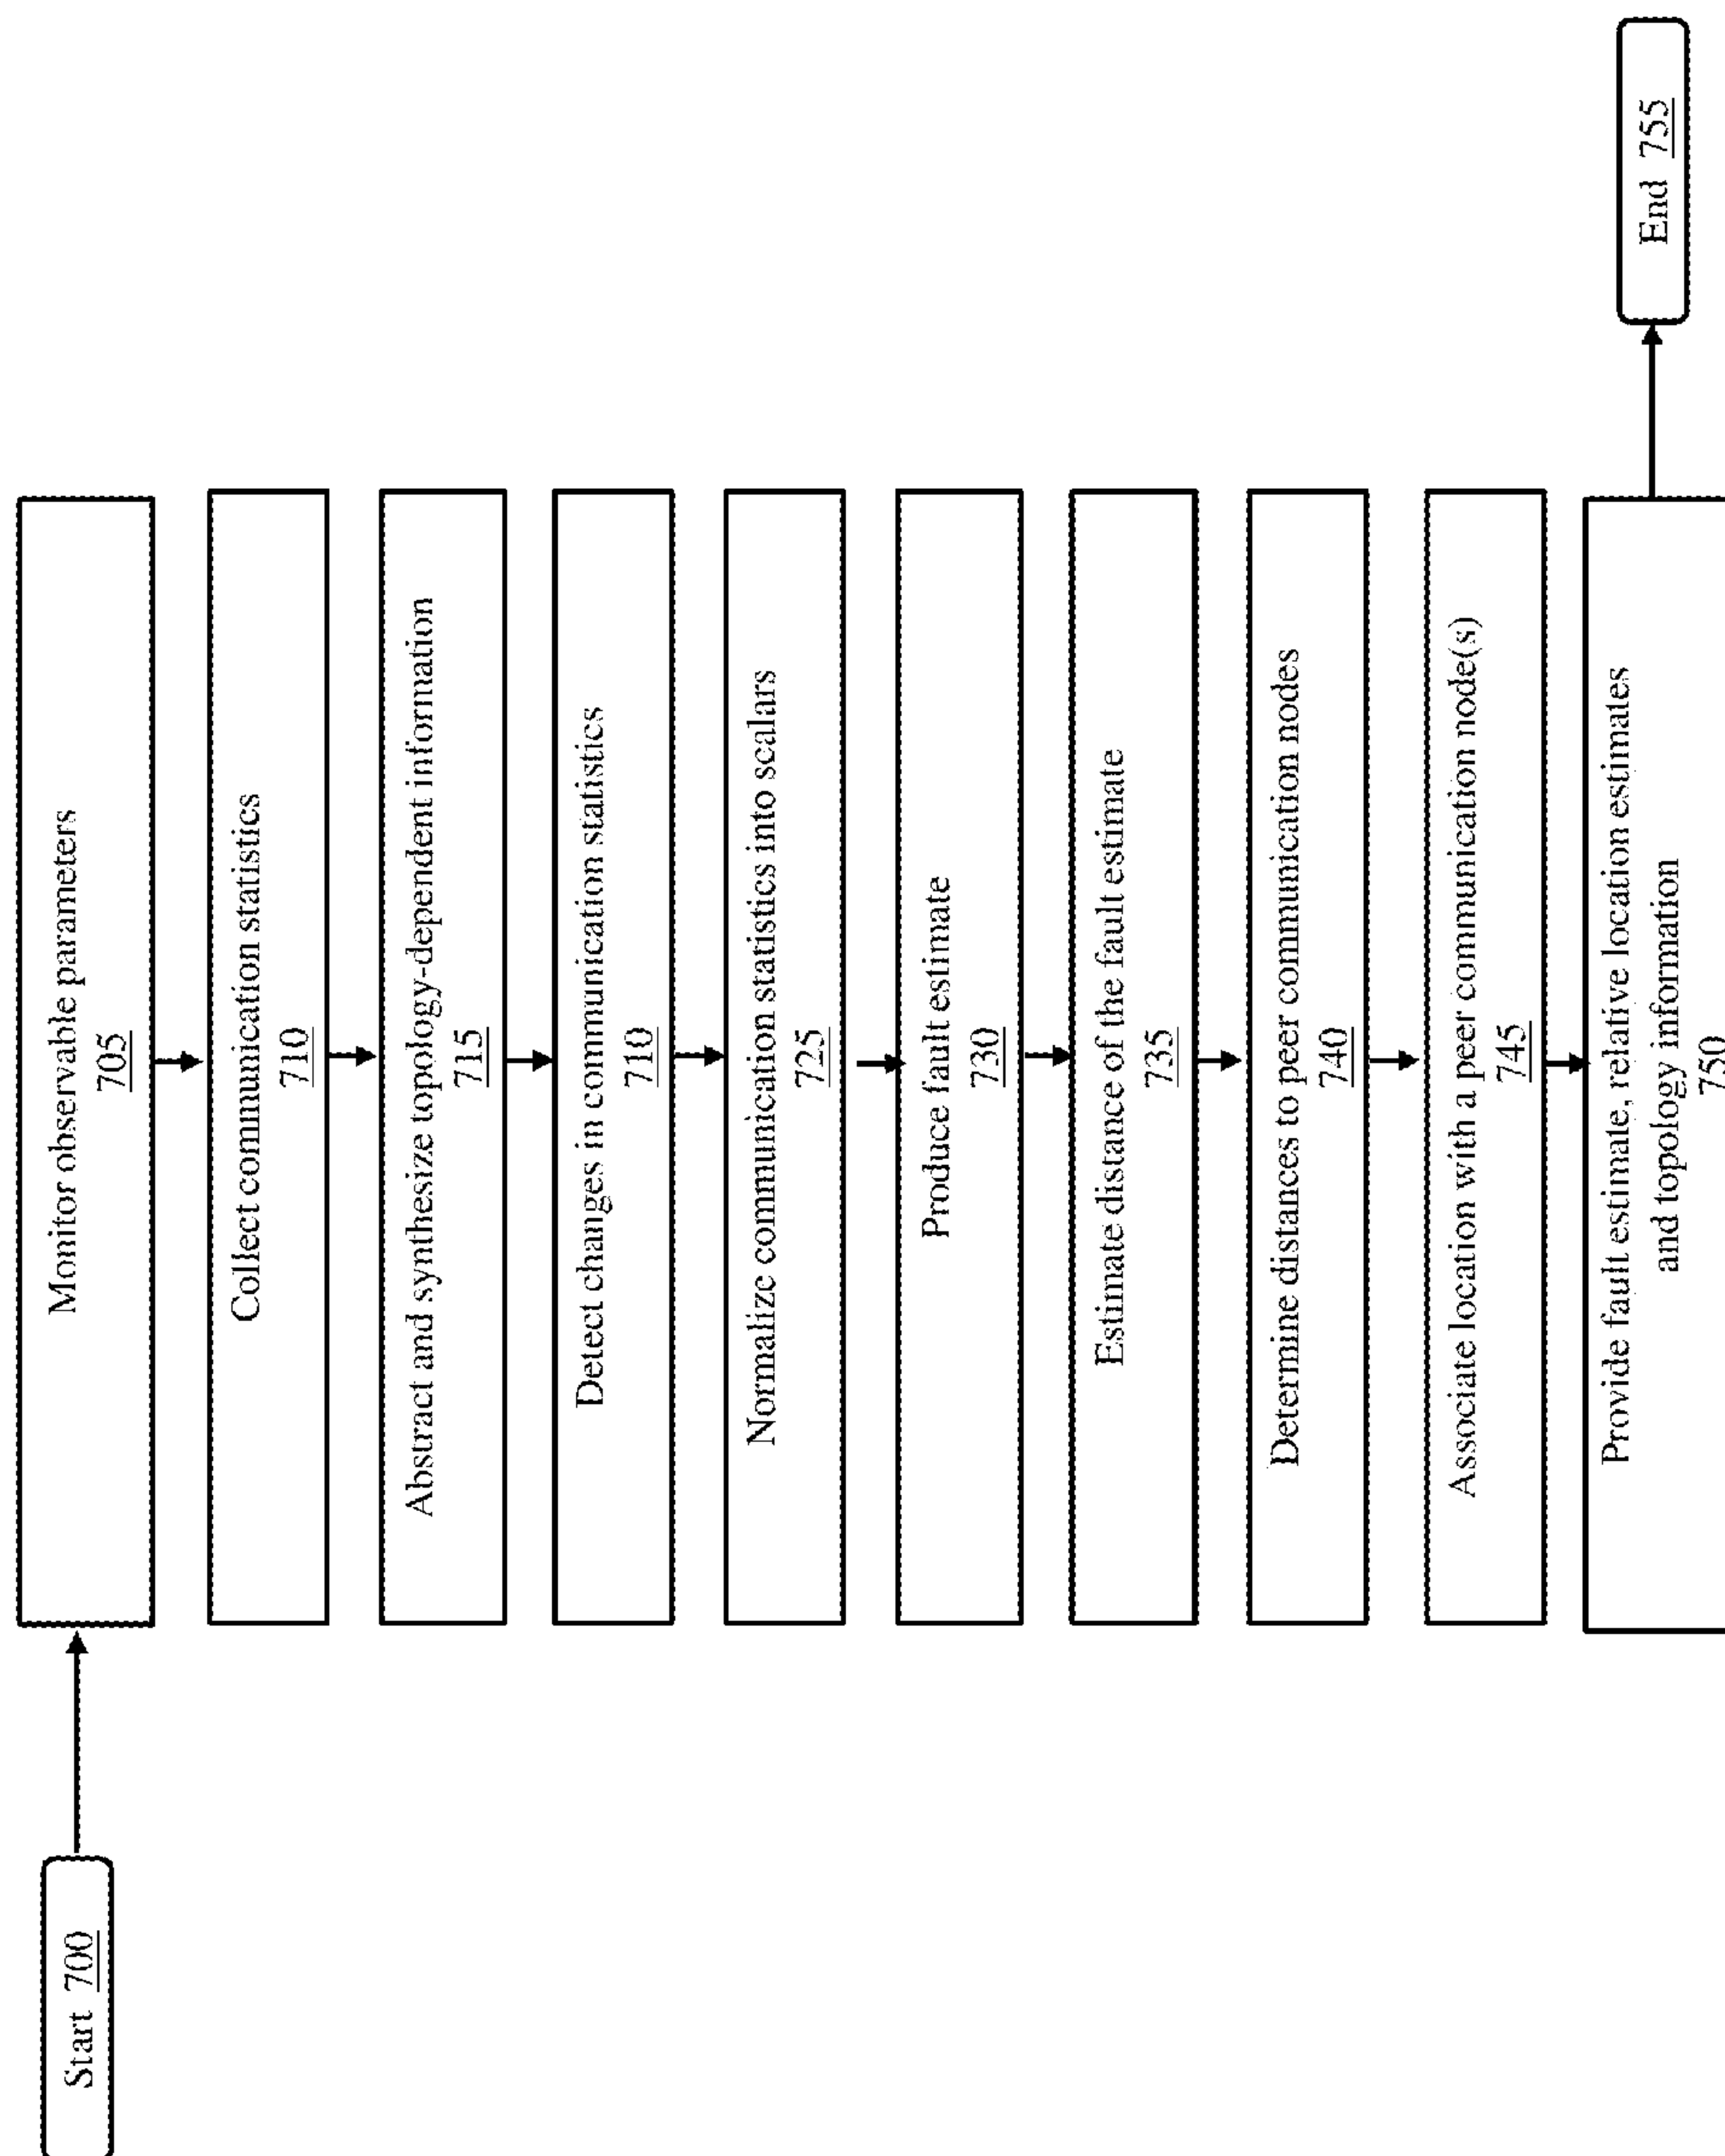 Start 700
Monitor observable parameters
705
Collect communication statistics
710
Abstract and synthesize topology-dependent information
715
Detect changes in communication statistics
710
Normalize communication statistics into scalars
725
Produce fault estimate
730
Estimate distance of the fault estimate
735
Determine distances to peer communication nodes
740
Associate location with a peer communication node(s)
745
Provide fault estimate, relative location estimates
and topology information
750
End 755